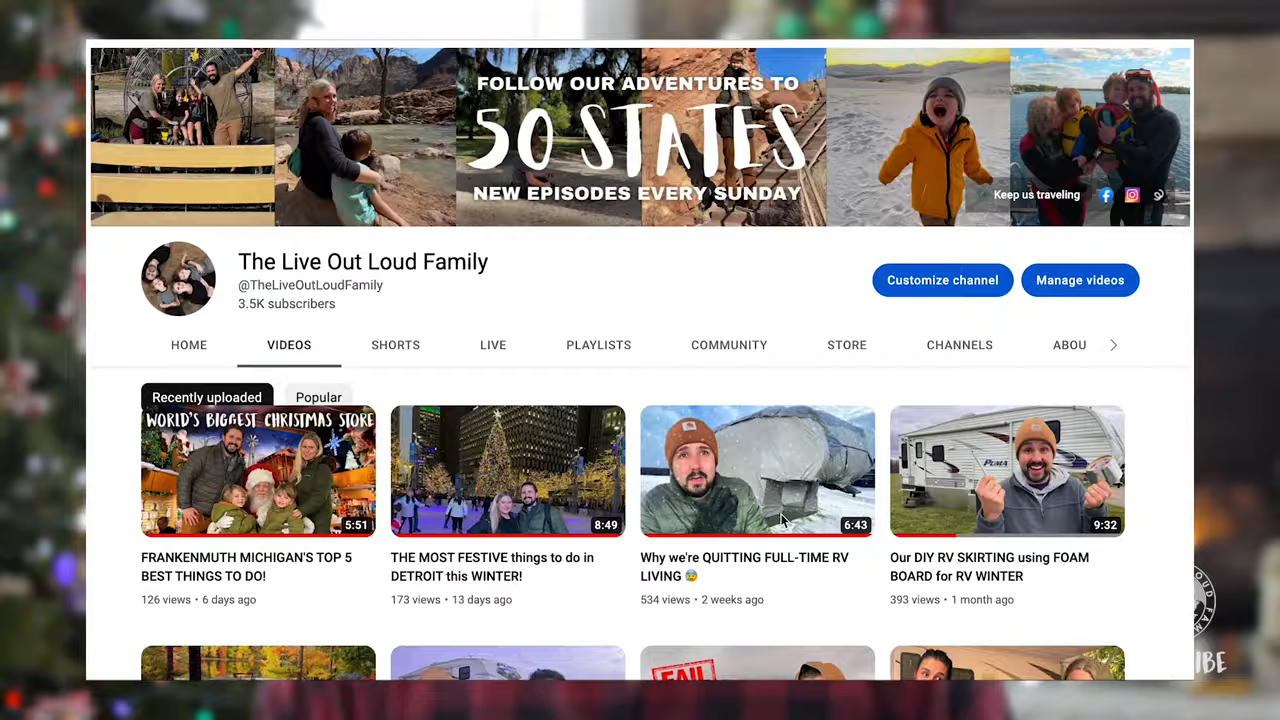 FOLLOW OUR ADVENTURES TO
50 STATES
NEW EPISODES EVERY SUNDAY
Keep us traveling
The Live Out Loud Family
@TheLiveOutLoudFamily
3.5K subscribers
Customize channel
Manage videos
HOME
VIDEOS
SHORTS
LIVE
PLAYLISTS
COMMUNITY
STORE
CHANNELS
ABOU
Recently uploaded
Popular
WORLD'S BIGGEST CHRISTMAS STORE
5:51
8:49
6:43
PUMA
9:32
FRANKENMUTH MICHIGAN'S TOP 5
BEST THINGS TO DO!
126 views • 6 days ago
THE MOST FESTIVE things to do in
DETROIT this WINTER!
173 views • 13 days ago
Why we're QUITTING FULL-TIME RV
LIVING 😰
534 views • 2 weeks ago
Our DIY RV SKIRTING using FOAM
BOARD for RV WINTER
393 views • 1 month ago
FAIL